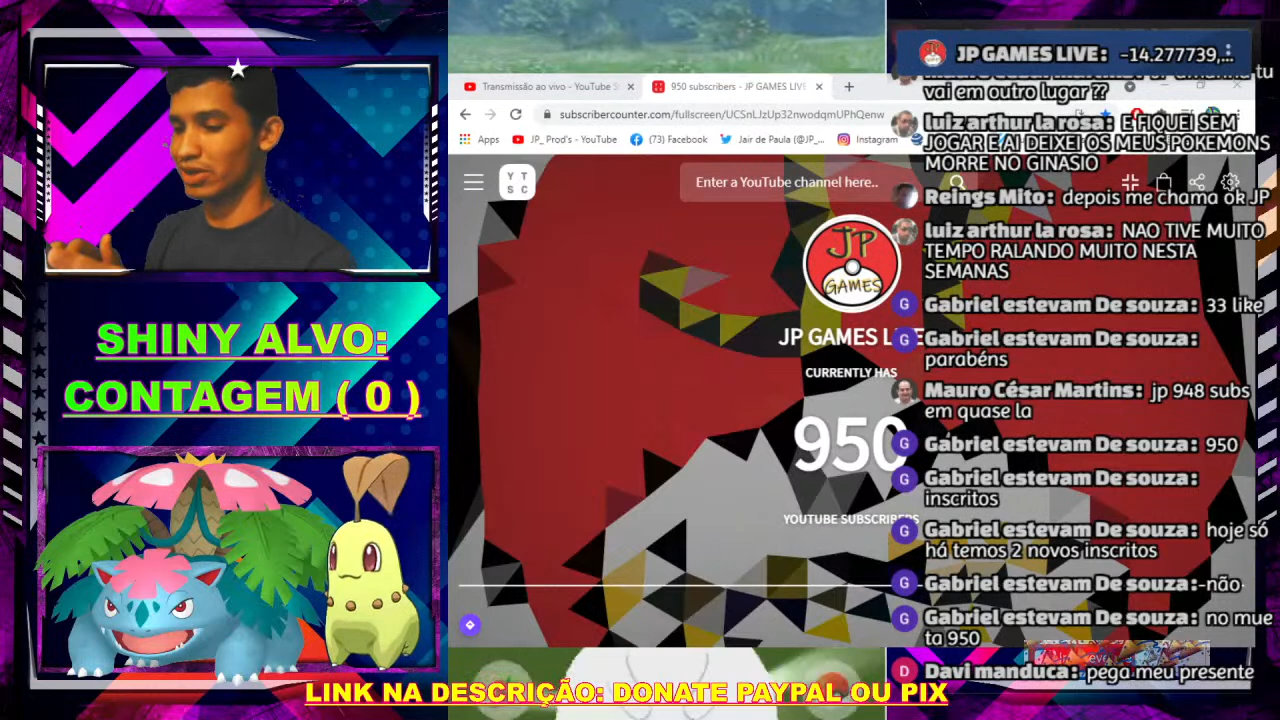 SHINY ALVO:
CONTAGEM ( 0 )
Transmissão ao vivo - YouTube S
950 subscribers - JP GAMES LIVE
subscribercounter.com/fullscreen/UCSnLJzUp32nwodqmUPhQenw
Apps
JP_ Prod's - YouTube
(73) Facebook
Jair de Paula (@JP_...
Instagram
Y T
S C
Enter a YouTube channel here..
JP
GAMES
JP GAMES LIVE
CURRENTLY HAS
950
YOUTUBE SUBSCRIBERS
JP GAMES LIVE: -14.277739,...
vai em outro lugar ??
luiz arthur la rosa: E FIQUEI SEM
JOGAR E AI DEIXEI OS MEUS POKEMONS
MORRE NO GINASIO
Reings Mito: depois me chama ok JP
luiz arthur la rosa: NAO TIVE MUITO
TEMPO RALANDO MUITO NESTA
SEMANAS
Gabriel estevam De souza: 33 like
Gabriel estevam De souza:
parabéns
Mauro César Martins: jp 948 subs
em quase la
Gabriel estevam De souza: 950
Gabriel estevam De souza:
inscritos
Gabriel estevam De souza: hoje só
há temos 2 novos inscritos
Gabriel estevam De souza: -não
Gabriel estevam De souza: no mue
ta 950
Davi manduca: pega meu presente
LINK NA DESCRIÇÃO: DONATE PAYPAL OU PIX